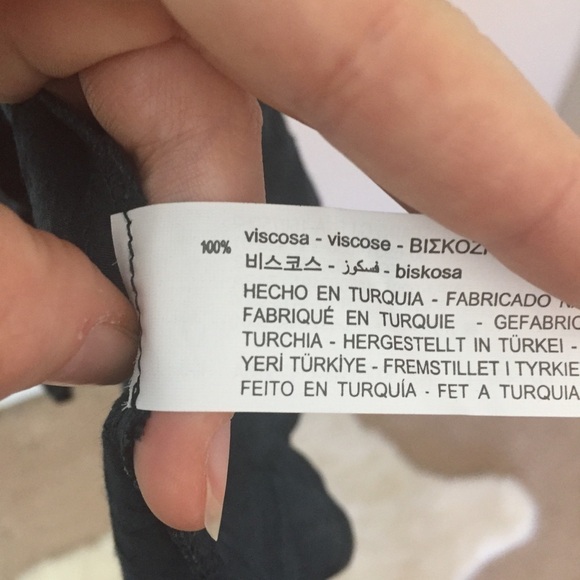 100% viscosa - viscose - ΒΙΣΚΟΖ
비스코스 - فسكوز - biskosa
HECHO EN TURQUIA - FABRICADO
FABRIQUÉ EN TURQUIE - GEFABRIC
TURCHIA - HERGESTELLT IN TÜRKEI -
YERİ TÜRKİYE - FREMSTILLET I TYRKIE
FEITO EN TURQUÍA - FET A TURQUIA